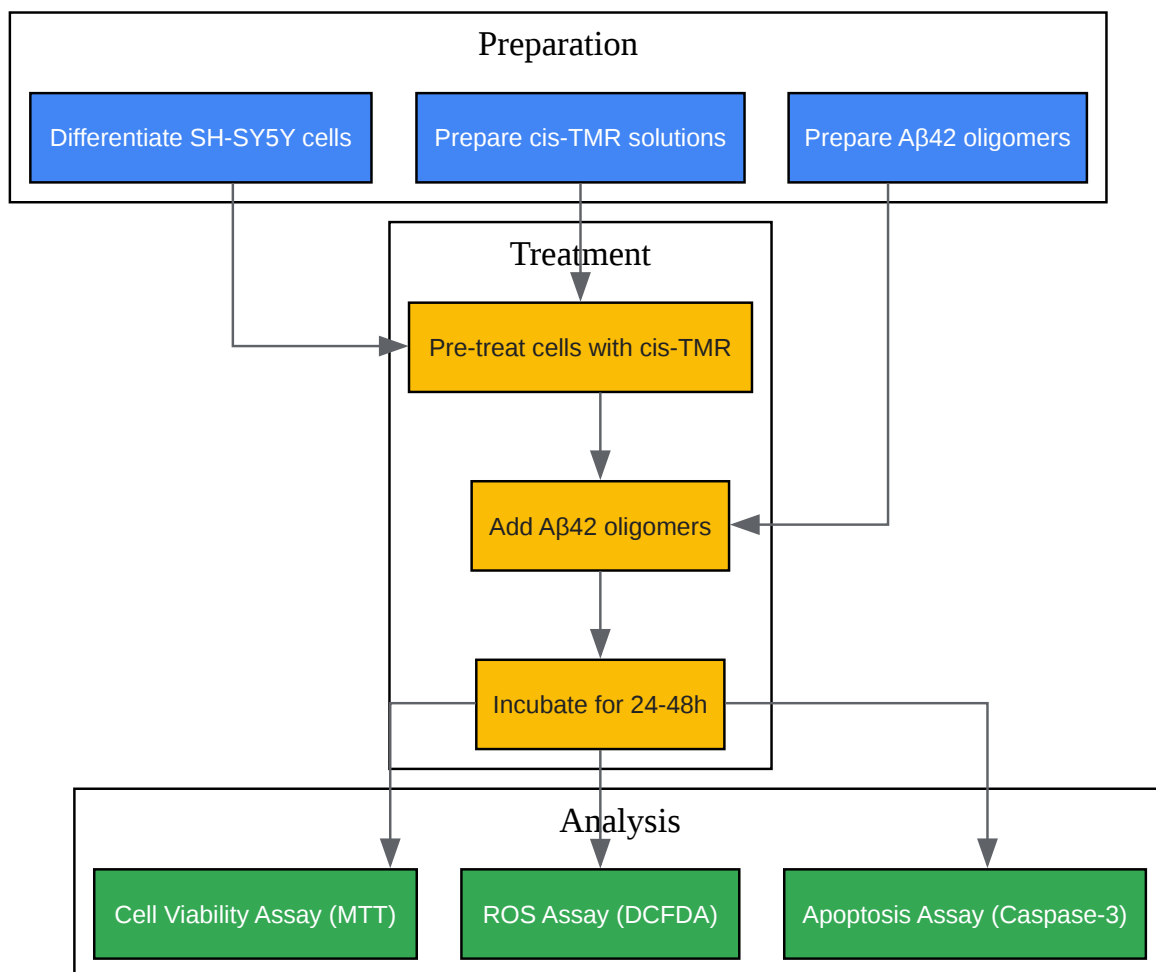 Preparation
Differentiate SH-SY5Y cells
Prepare cis-TMR solutions
Prepare Aβ42 oligomers
Treatment
Pre-treat cells with cis-TMR
Add Aβ42 oligomers
Incubate for 24-48h
Analysis
Cell Viability Assay (MTT)
ROS Assay (DCFDA)
Apoptosis Assay (Caspase-3)